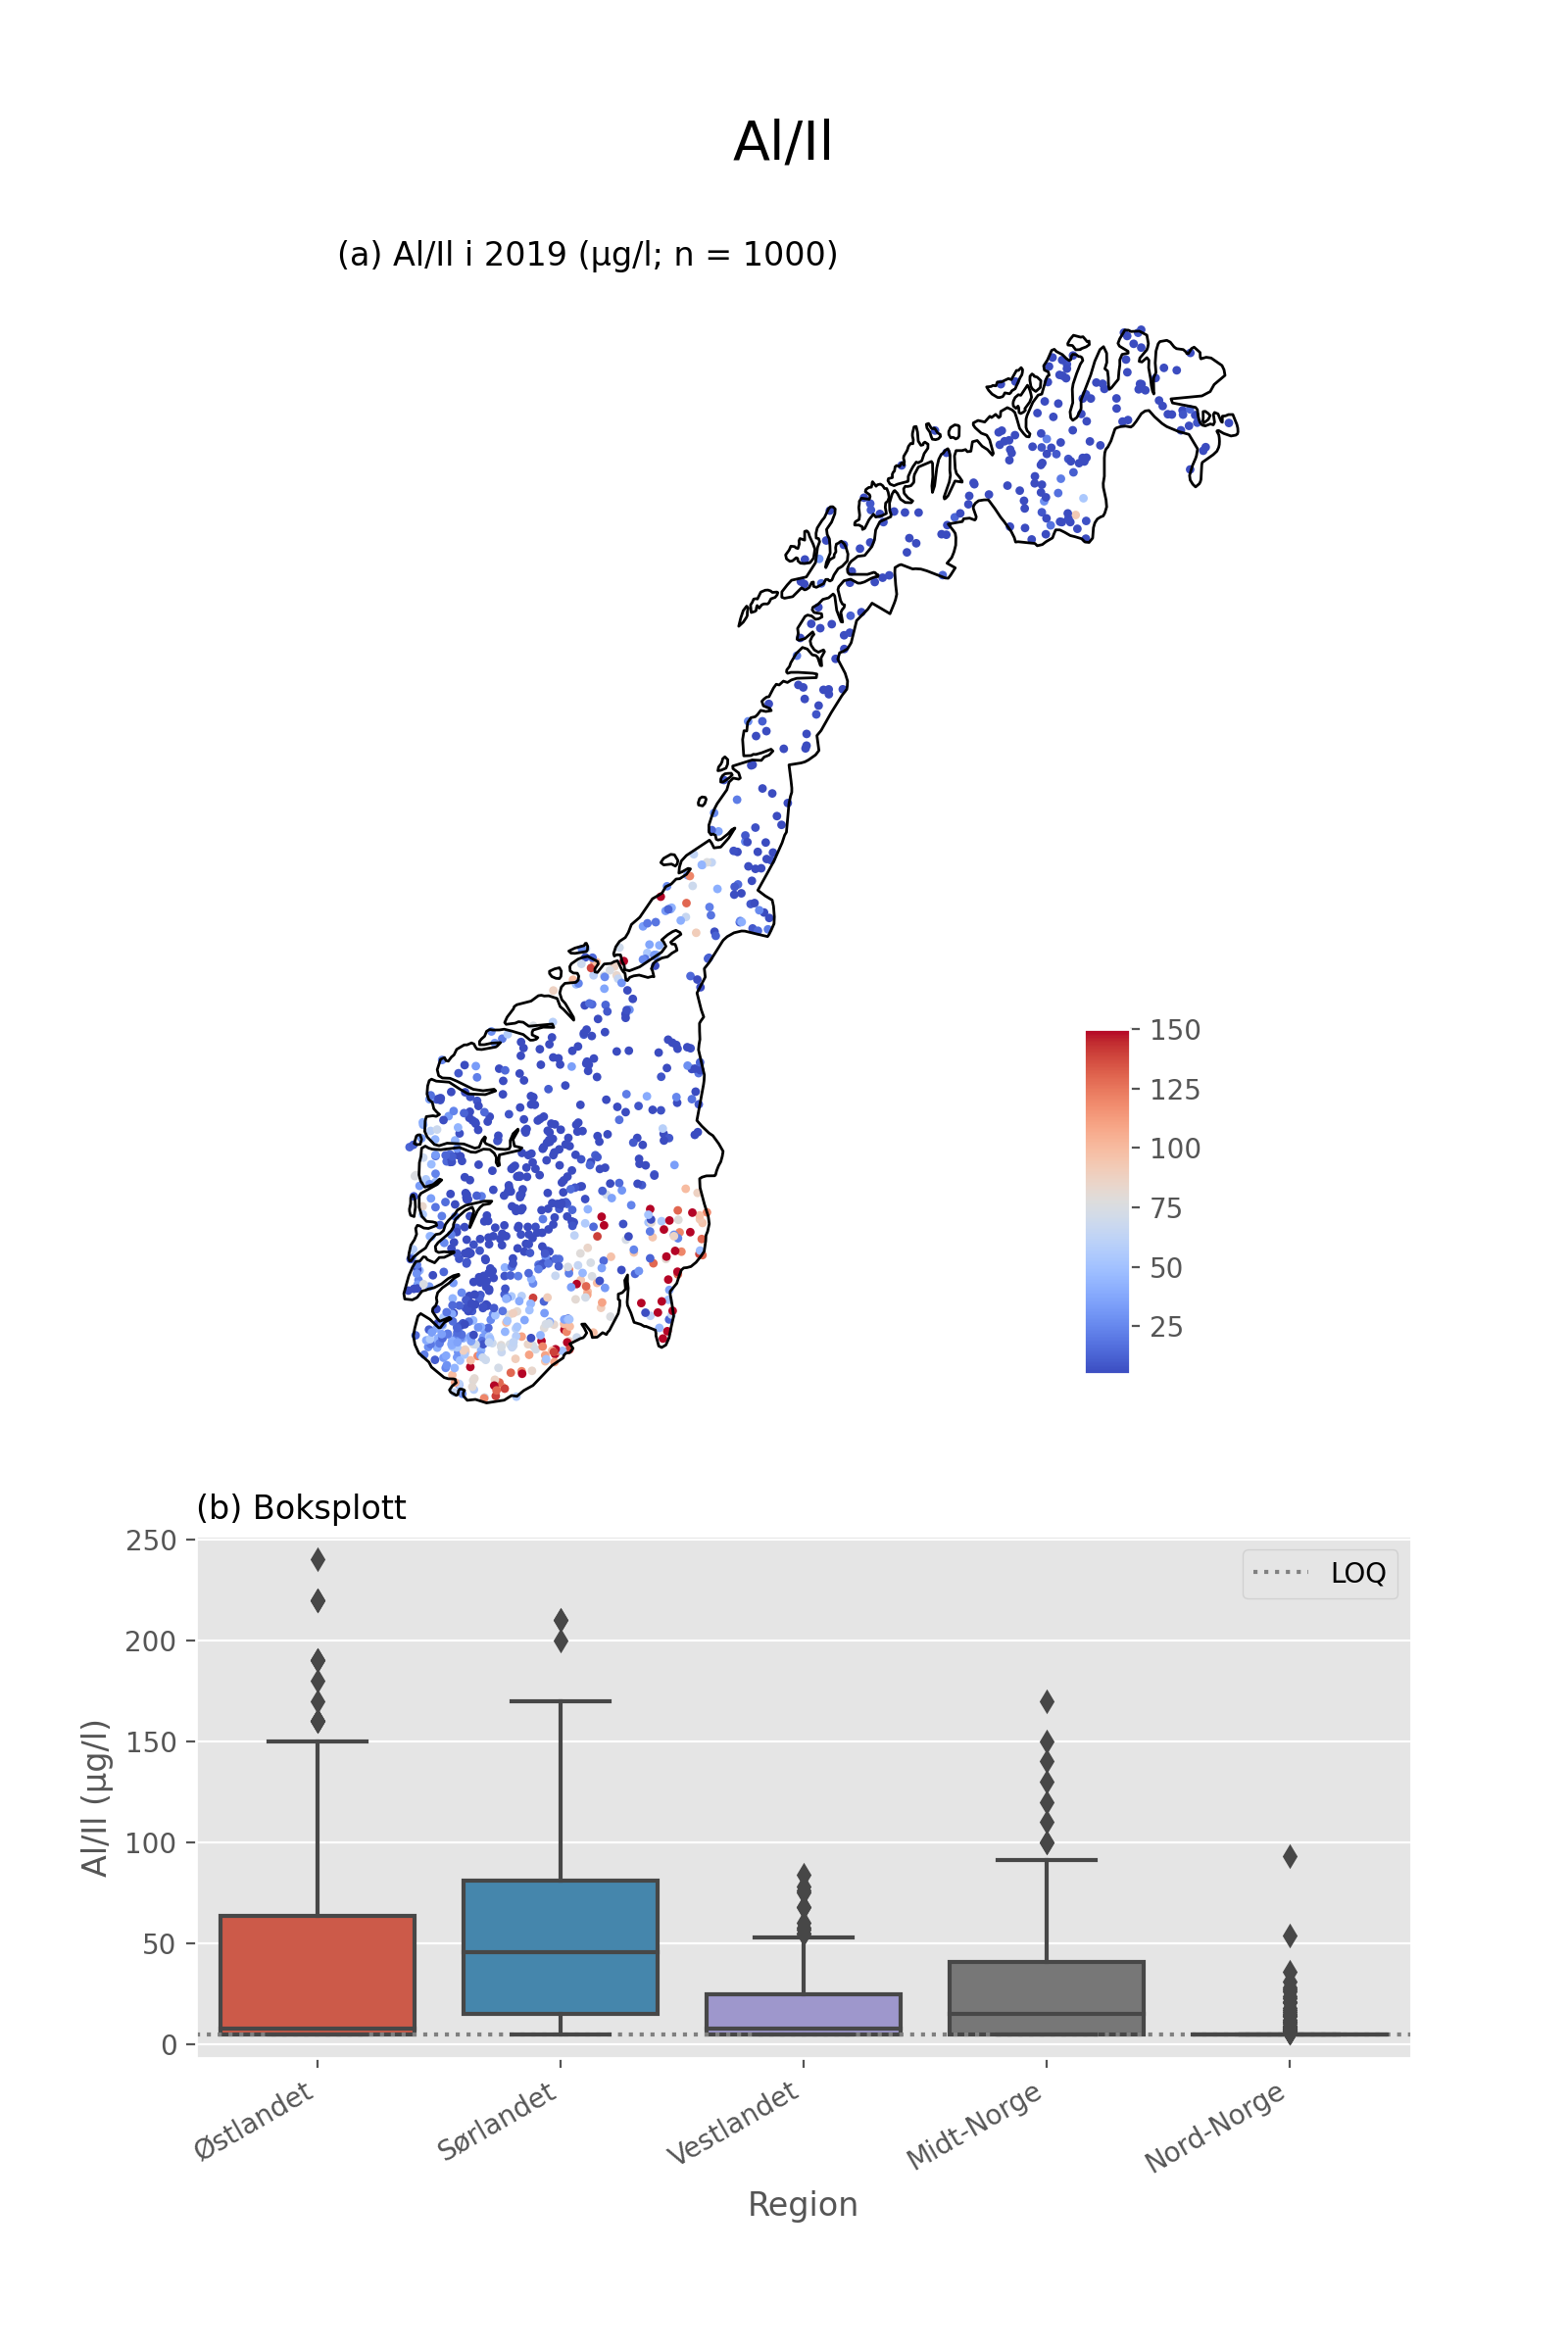 Al/Il
(a) Al/Il i 2019 (µg/l; n = 1000)
150
125
100
75
50
25
(b) Boksplott
250
200
150
100
50
0
Al/Il (µg/l)
LOQ
Østlandet
Sørlandet
Vestlandet
Midt-Norge
Nord-Norge
Region